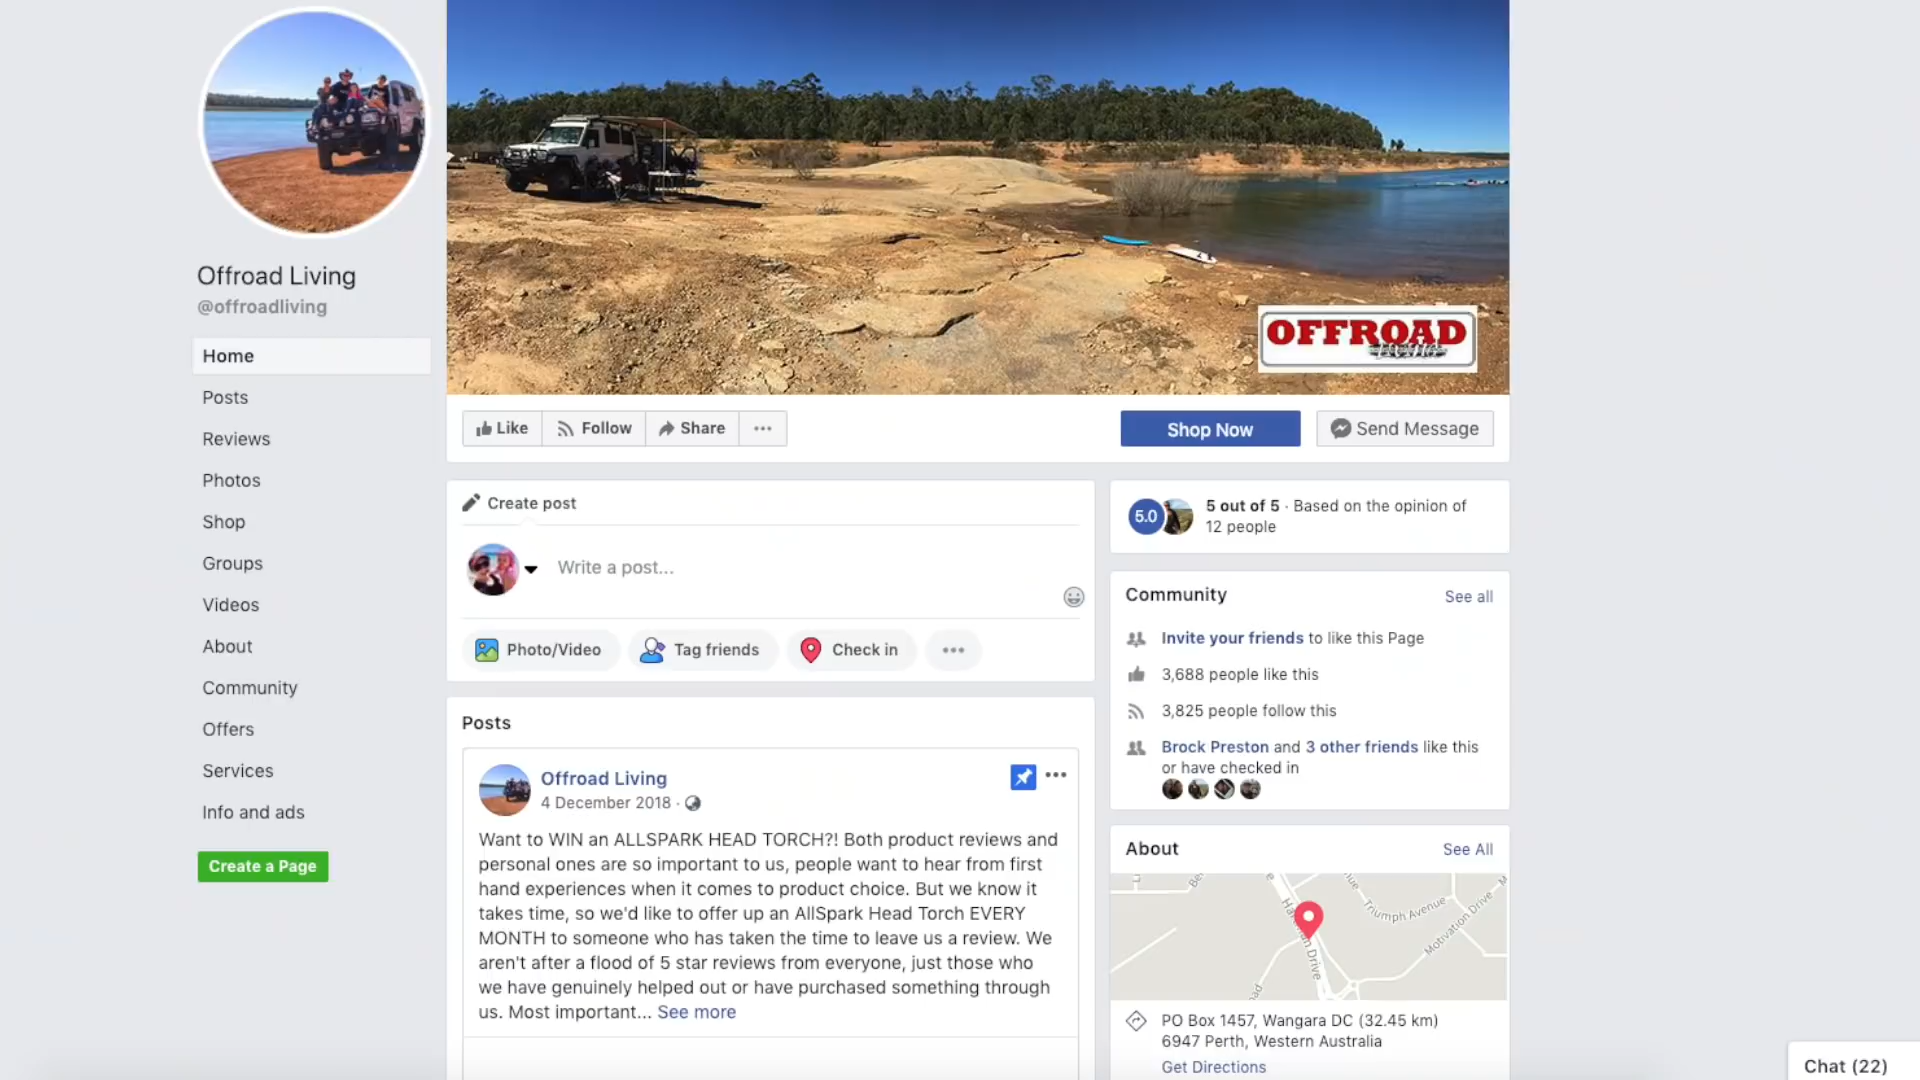 Offroad Living
@offroadliving
Home
Posts
Reviews
Photos
Shop
Groups
Videos
About
Community
Offers
Services
Info and ads
Create a Page
OFFROAD
Like
Follow
Share
Shop Now
Send Message
Create post
Write a post...
Photo/Video
Tag friends
Check in
Posts
Offroad Living
4 December 2018 ·
Want to WIN an ALLSPARK HEAD TORCH?! Both product reviews and
personal ones are so important to us, people want to hear from first
hand experiences when it comes to product choice. But we know it
takes time, so we'd like to offer up an AllSpark Head Torch EVERY
MONTH to someone who has taken the time to leave us a review. We
aren't after a flood of 5 star reviews from everyone, just those who
we have genuinely helped out or have purchased something through
us. Most important... See more
5.0
5 out of 5 · Based on the opinion of
12 people
Community
See all
Invite your friends to like this Page
3,688 people like this
3,825 people follow this
Brock Preston and 3 other friends like this
or have checked in
About
See All
Triumph Avenue
Motivation Drive
PO Box 1457, Wangara DC (32.45 km)
6947 Perth, Western Australia
Get Directions
Chat (22)